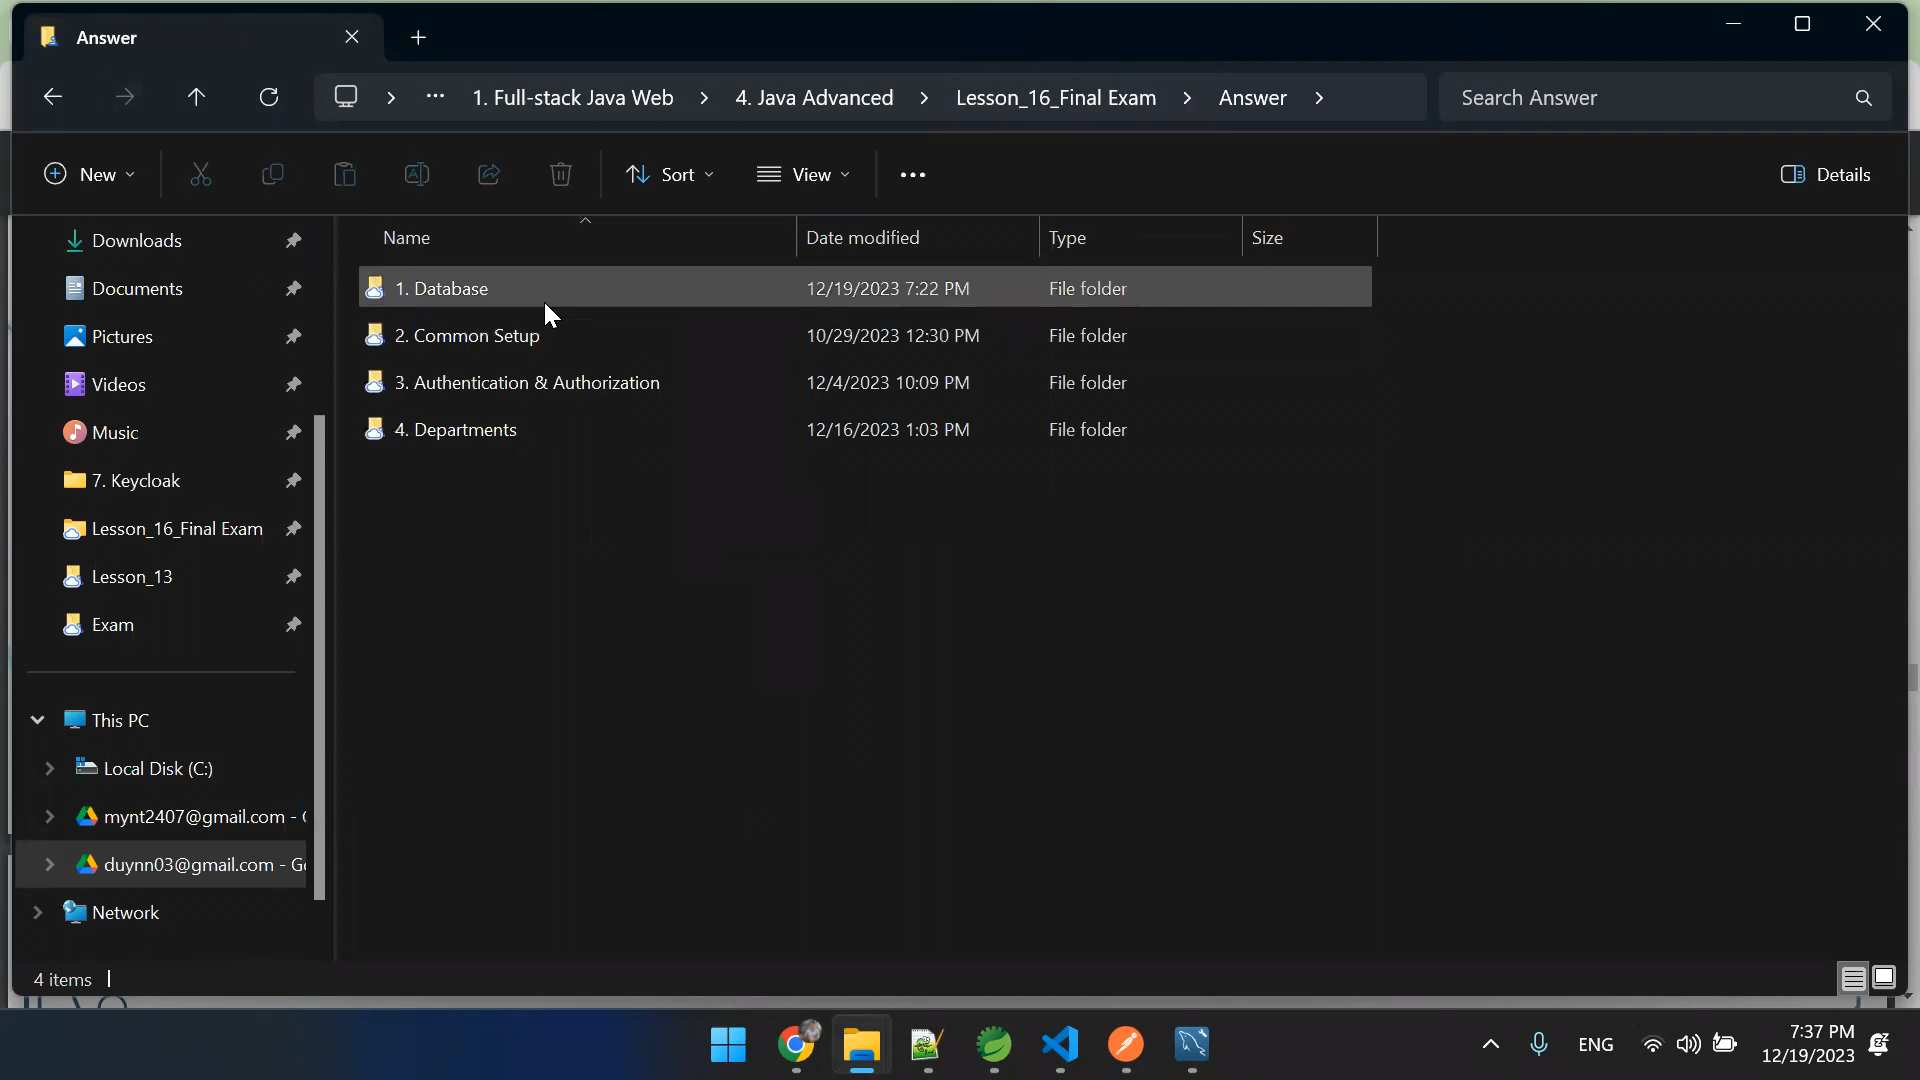 Answer
1. Full-stack Java Web
4. Java Advanced
Lesson_16_Final Exam
Answer
Search Answer
New
Sort
View
Details
Name
Date modified
Type
Size
1. Database
12/19/2023 7:22 PM
File folder
2. Common Setup
10/29/2023 12:30 PM
File folder
3. Authentication & Authorization
12/4/2023 10:09 PM
File folder
4. Departments
12/16/2023 1:03 PM
File folder
Downloads
Documents
Pictures
Videos
Music
7. Keycloak
Lesson_16_Final Exam
Lesson_13
Exam
This PC
Local Disk (C:)
mynt2407@gmail.com -
duynn03@gmail.com - Go
Network
4 items
ENG
7:37 PM
12/19/2023